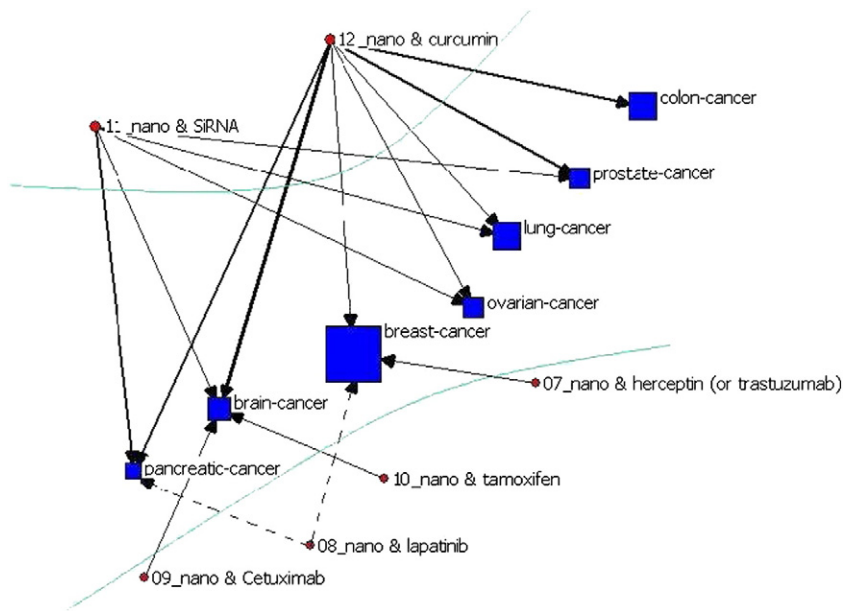 12_nano & curcumin
colon-cancer
11_nano & SiRNA
prostate-cancer
lung-cancer
ovarian-cancer
breast-cancer
07_nano & herceptin (or trastuzumab)
brain-cancer
pancreatic-cancer
10_nano & tamoxifen
08_nano & lapatinib
09_nano & Cetuximab